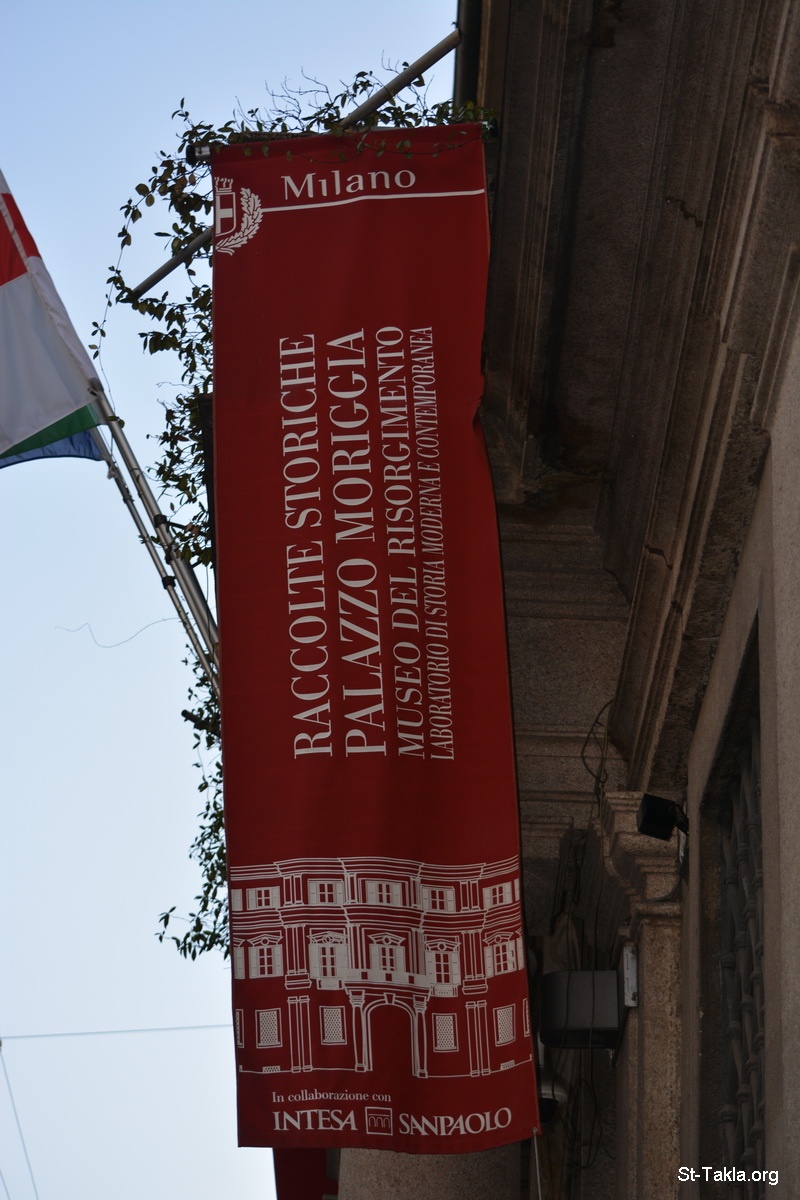 Milano
RACCOLTE STORICHE
PALAZZO MORIGGIA
MUSEO DEL RISORGIMENTO
LABORATORIO DI STORIA MODERNA E CONTEMPORANEA
In collaborazione con
INTESA SANPAOLO
St-Takla.org